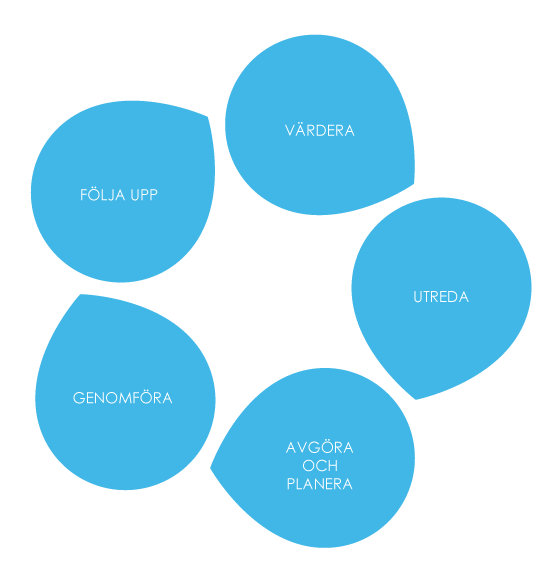 VÄRDERA
UTREDA
AVGÖRA
OCH
PLANERA
GENOMFÖRA
FÖLJA UPP